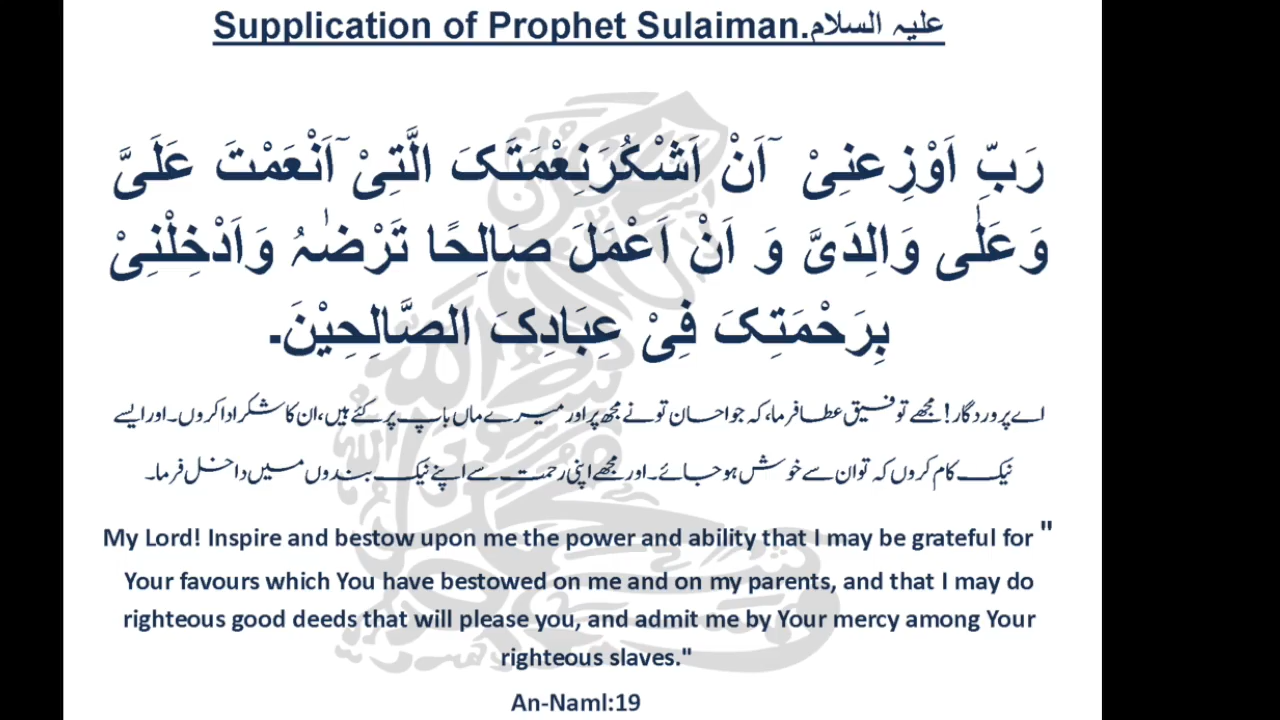 Supplication of Prophet Sulaiman.علیہ السلام
رَبِّ اَوْزِعنِیْ ٓاَنْ اَشْکُرَنِعْمَتَکَ الَّتِیْ ٓاَنْعَمْتَ عَلَیَّ
وَعَلٰی وَالِدَیَّ وَ اَنْ اَعْمَلَ صَالِحًا تَرْضٰہُ وَاَدْخِلْنِیْ
بِرَحْمَتِکَ فِیْ عِبَادِکَ الصَّالِحِیْنَ۔
اے پروردگار! مجھے توفیق عطا فرما، کہ جو احسان تو نے مجھ پر اور میرے ماں باپ پر کئے ہیں، ان کا شکر ادا کروں۔ اور ایسے
نیک کام کروں کہ تو ان سے خوش ہو جائے۔ اور مجھے اپنی رحمت سے اپنے نیک بندوں میں داخل فرما۔
My Lord! Inspire and bestow upon me the power and ability that I may be grateful for "
Your favours which You have bestowed on me and on my parents, and that I may do
righteous good deeds that will please you, and admit me by Your mercy among Your
righteous slaves."
An-Naml:19